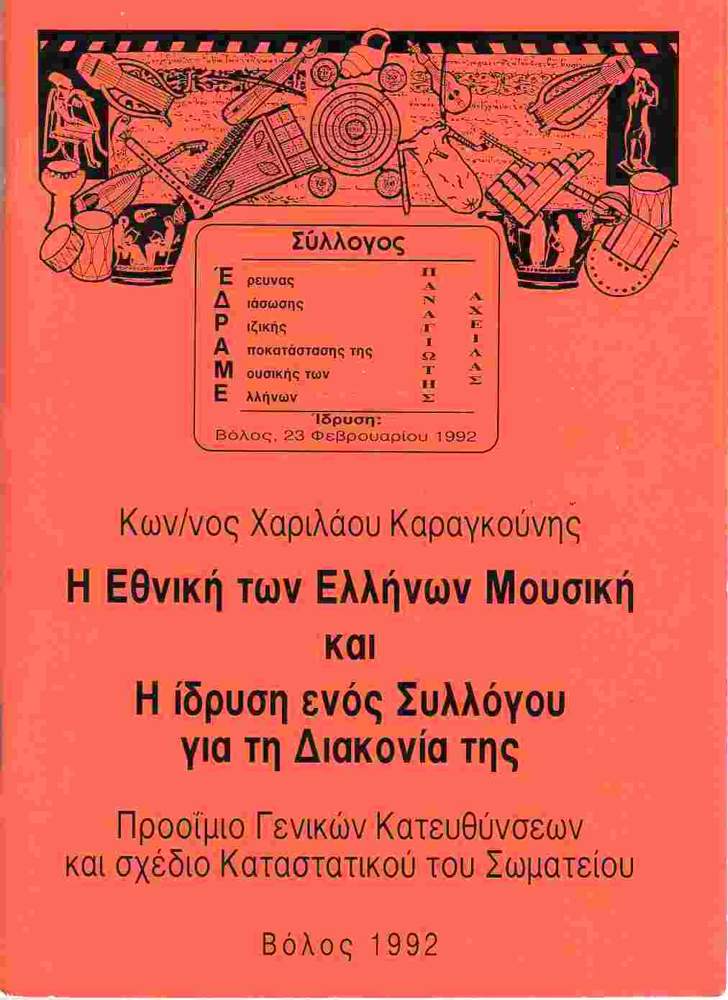 Σύλλογος
Έ ρευνας
Δ ιάσωσης
Ρ ιζικής
Α ποκατάστασης της
Μ ουσικής των
Ε λλήνων
ΠΑΝΑΓΙΩΤΗΣ
ΑΧΕΙΛΑΣ
Ίδρυση:
Βόλος, 23 Φεβρουαρίου 1992
Κων/νος Χαριλάου Καραγκούνης
Η Εθνική των Ελλήνων Μουσική
και
Η ίδρυση ενός Συλλόγου
για τη Διακονία της
Προοΐμιο Γενικών Κατευθύνσεων
και σχέδιο Καταστατικού του Σωματείου
Βόλος 1992